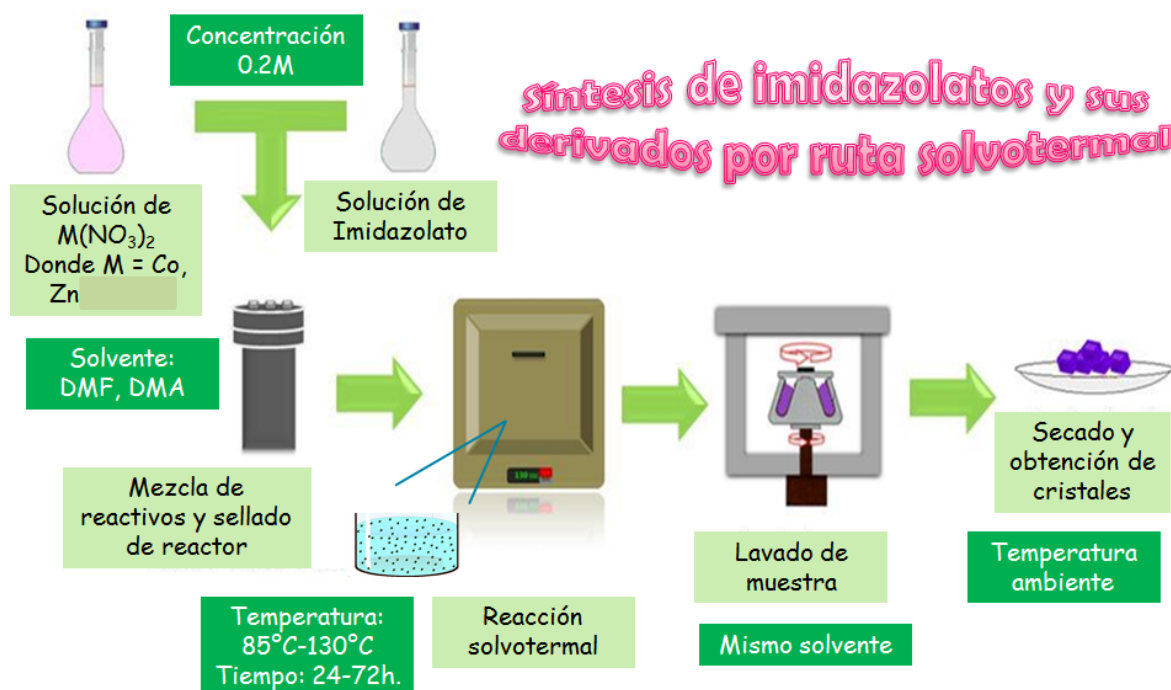 Concentración
0.2M
Síntesis de imidazolatos y sus
derivados por ruta solvotermal
Solución de
M(NO₃)₂
Donde M = Co,
Zn
Solución de
Imidazolato
Solvente:
DMF, DMA
Mezcla de
reactivos y sellado
de reactor
130
Temperatura:
85°C-130°C
Tiempo: 24-72h.
Reacción
solvotermal
Lavado de
muestra
Mismo solvente
Secado y
obtención de
cristales
Temperatura
ambiente